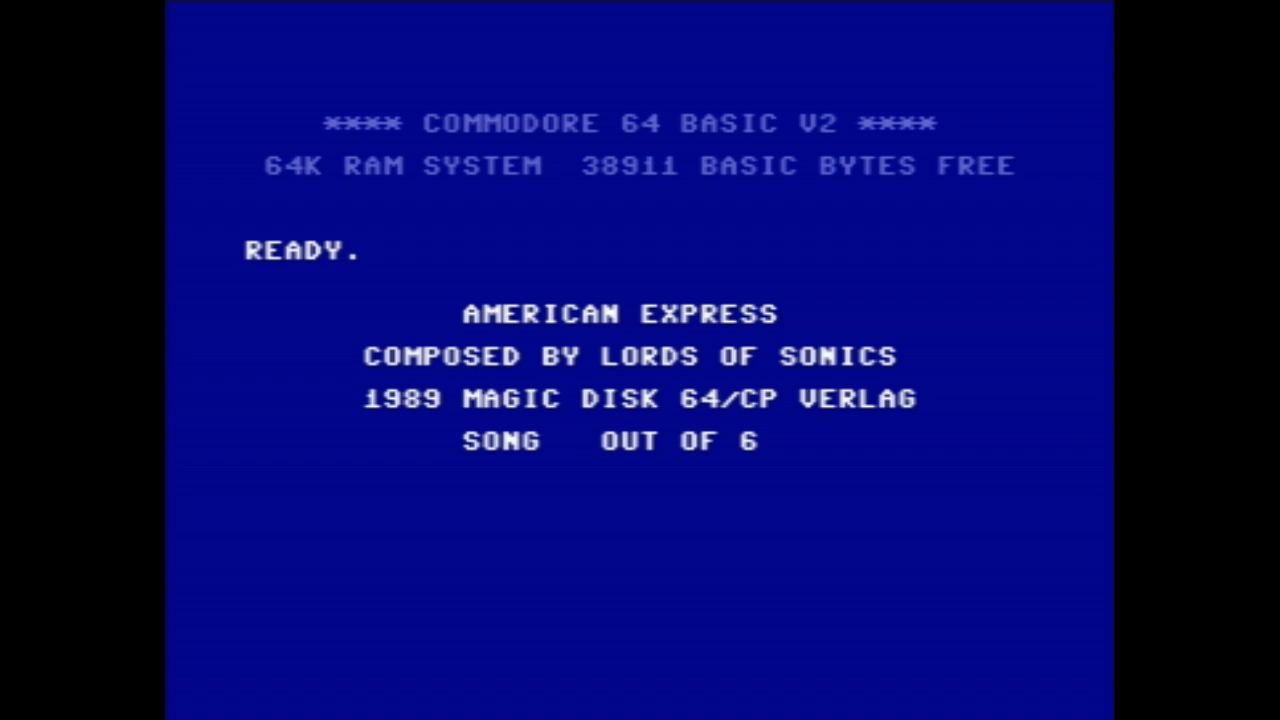 **** COMMODORE 64 BASIC V2 ****
64K RAM SYSTEM  38911 BASIC BYTES FREE
READY.
AMERICAN EXPRESS
COMPOSED BY LORDS OF SONICS
1989 MAGIC DISK 64/CP VERLAG
SONG   OUT OF 6